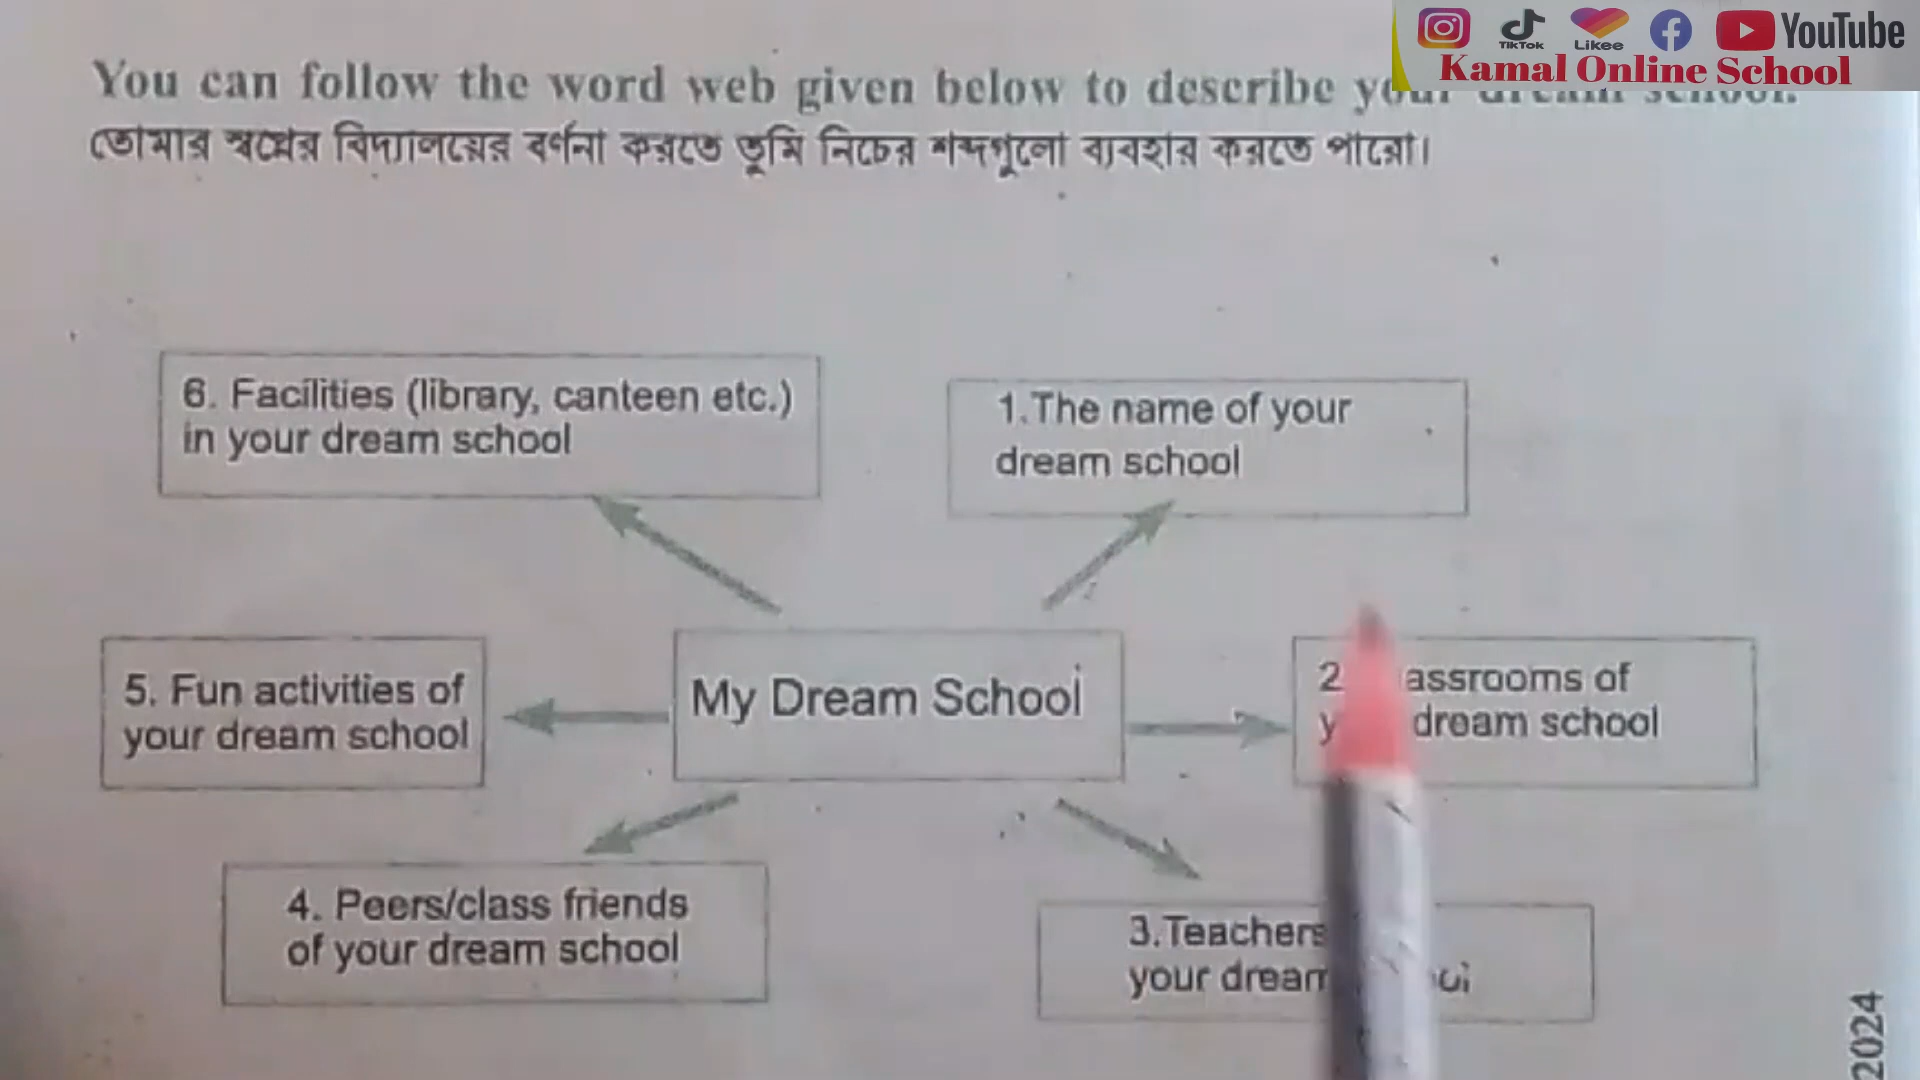 TikTok
Likee
YouTube
Kamal Online School
You can follow the word web given below to describe your dream school.
তোমার স্বপ্নের বিদ্যালয়ের বর্ণনা করতে তুমি নিচের শব্দগুলো ব্যবহার করতে পারো।
6. Facilities (library, canteen etc.)
in your dream school
1.The name of your
dream school
5. Fun activities of
your dream school
My Dream School
2 assrooms of
dream school
4. Peers/class friends
of your dream school
3.Teachers
your dream
2024